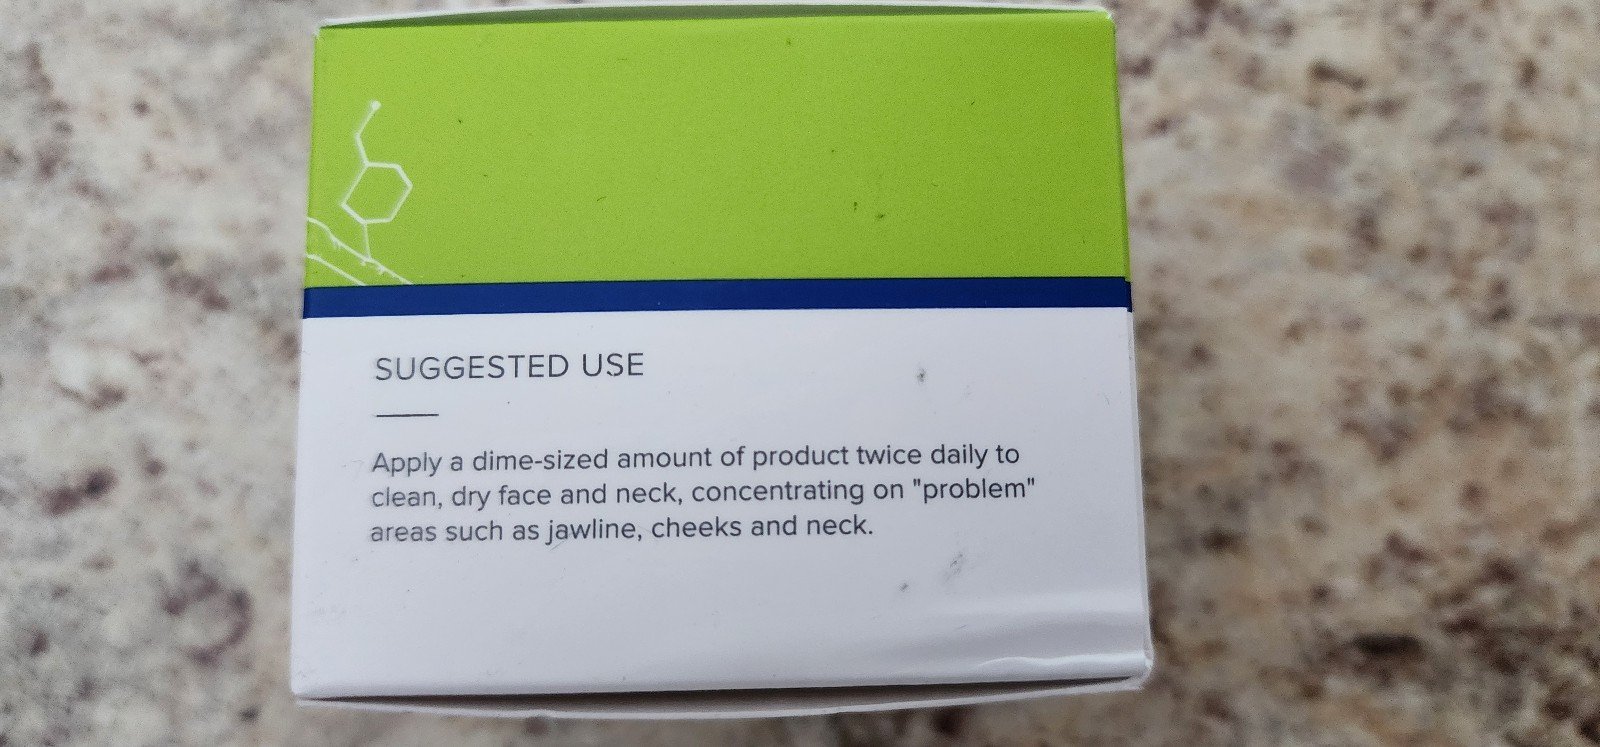 SUGGESTED USE
Apply a dime-sized amount of product twice daily to
clean, dry face and neck, concentrating on "problem"
areas such as jawline, cheeks and neck.